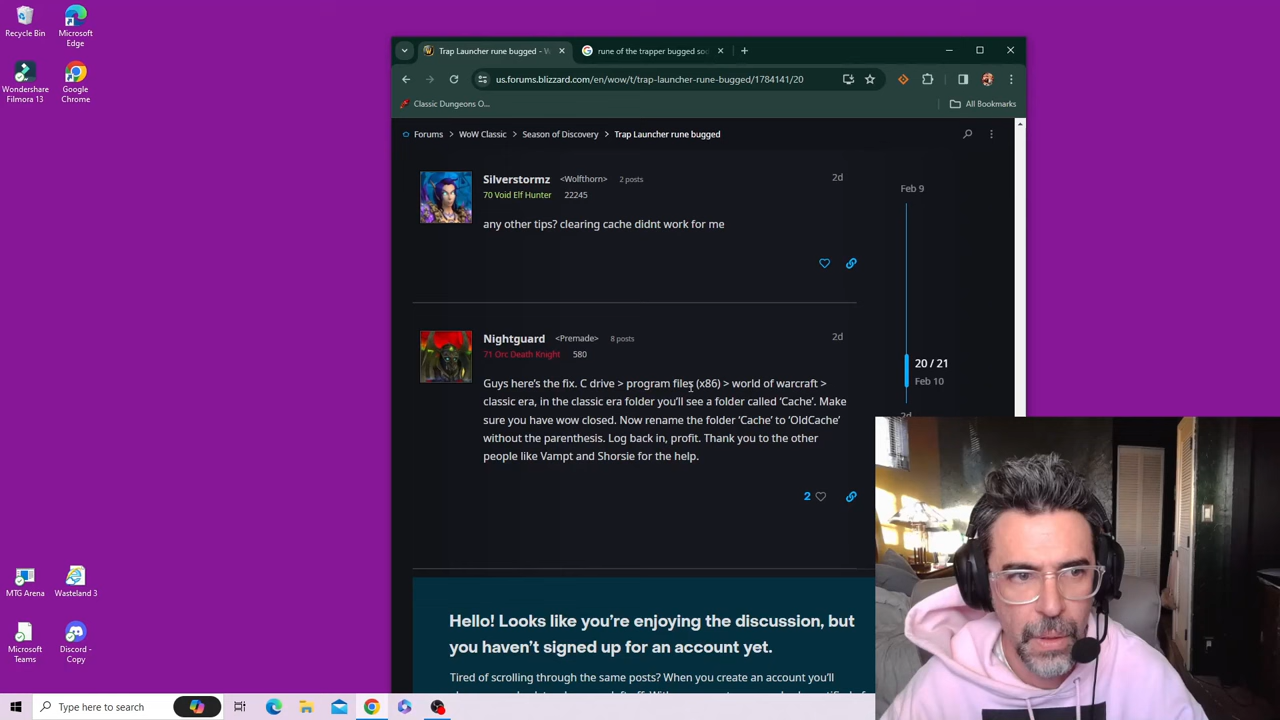 Recycle Bin
Microsoft
Edge
Wondershare
Filmora 13
Google
Chrome
MTG Arena
Wasteland 3
Microsoft
Teams
Discord -
Copy
Trap Launcher rune bugged - W
rune of the trapper bugged so
us.forums.blizzard.com/en/wow/t/trap-launcher-rune-bugged/1784141/20
Classic Dungeons O...
All Bookmarks
Forums > WoW Classic > Season of Discovery > Trap Launcher rune bugged
Silverstormz <Wolfthorn> 2 posts 2d
70 Void Elf Hunter 22245
any other tips? clearing cache didnt work for me
Feb 9
Nightguard <Premade> 8 posts 2d
71 Orc Death Knight 580
Guys here's the fix. C drive > program files (x86) > world of warcraft >
classic era, in the classic era folder you'll see a folder called 'Cache'. Make
sure you have wow closed. Now rename the folder 'Cache' to 'OldCache'
without the parenthesis. Log back in, profit. Thank you to the other
people like Vampt and Shorsie for the help.
2
20 / 21
Feb 10
Hello! Looks like you're enjoying the discussion, but
you haven't signed up for an account yet.
Tired of scrolling through the same posts? When you create an account you'll
Type here to search